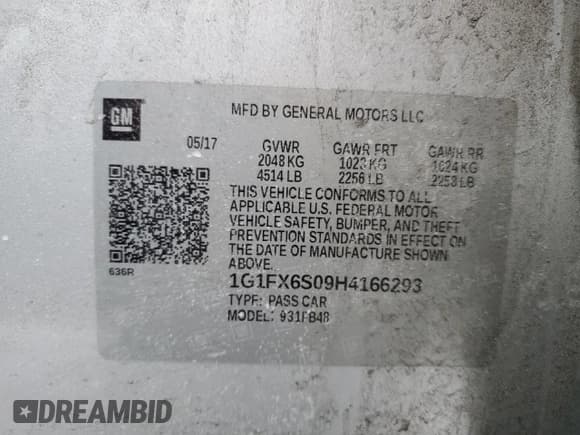 GM
MFD BY GENERAL MOTORS LLC
05/17 GVWR GAWR FRT GAWR RR
2048 KG 1023 KG 1024 KG
4514 LB 2256 LB 2258 LB
THIS VEHICLE CONFORMS TO ALL
APPLICABLE U.S. FEDERAL MOTOR
VEHICLE SAFETY, BUMPER, AND THEFT
PREVENTION STANDARDS IN EFFECT ON
THE DATE OF MANUFACTURE SHOWN
ABOVE.
636R
1G1FX6S09H4166293
TYPE: PASS CAR
MODEL: 931FB48
DREAMBID